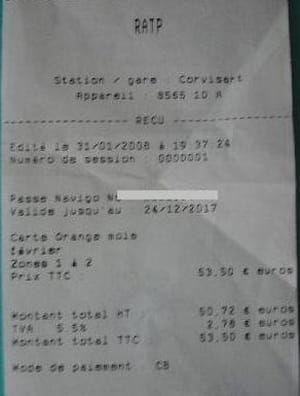 RATP
Station / gare : Corvisart
Appareil : 8565 10 A
REÇU
Edité le 31/01/2008 à 19:37:24
Numéro de session : 0000001
Passe Navigo No
Valide jusqu'au : 24/12/2017
Carte Orange mois
février
Zones 1 à 2
Prix TTC : 53,50 € euros
Montant total HT : 50,72 € euros
TVA 5.5% 2,78 € euros
Montant total TTC : 53,50 € euros
Mode de paiement : CB